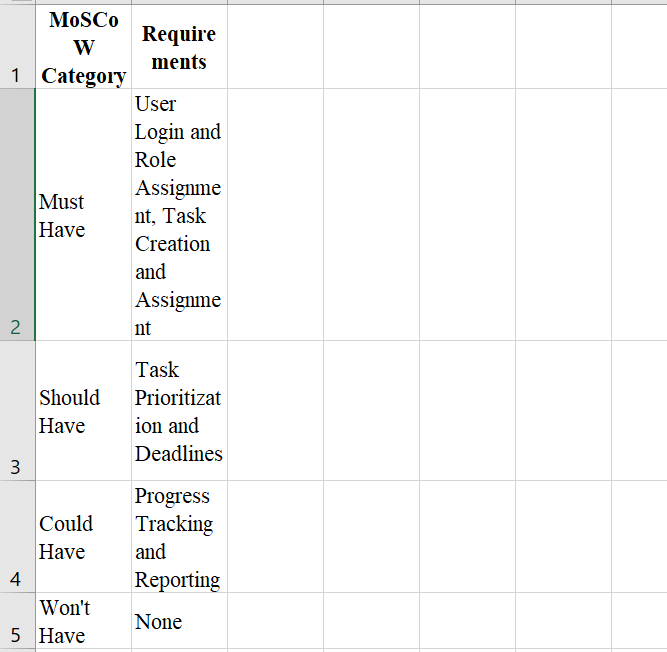 MoSCo
W
Category
Require
ments
1
User
Login and
Role
Assignme
nt, Task
Creation
and
Assignme
nt
Must
Have
2
Task
Prioritizat
ion and
Deadlines
Should
Have
3
Progress
Tracking
and
Reporting
Could
Have
4
Won't
Have
None
5